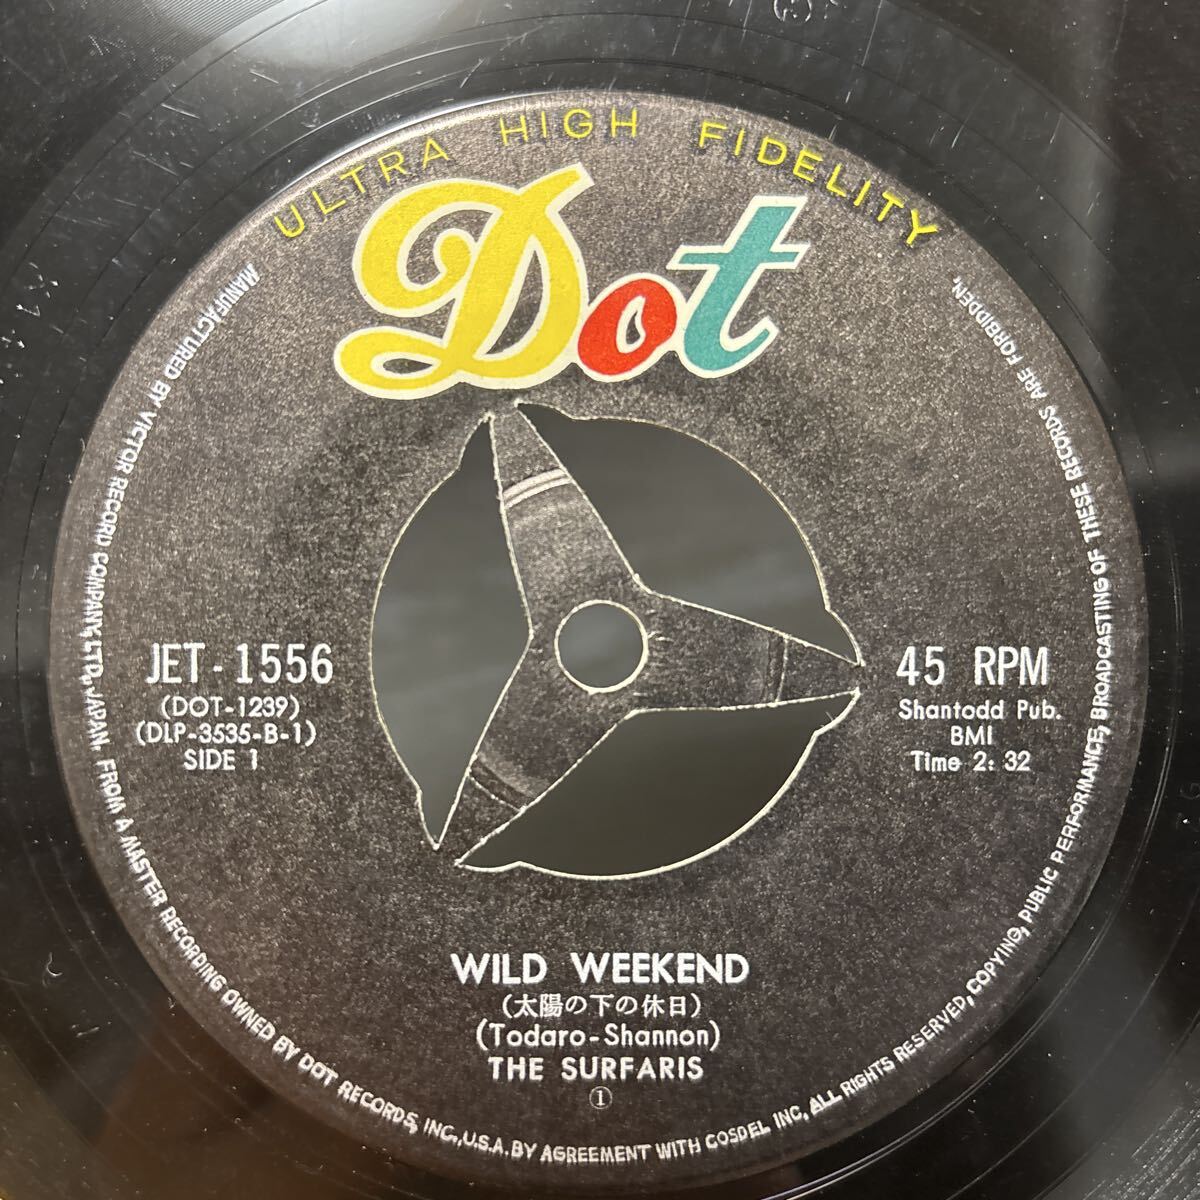 ULTRA HIGH FIDELITY
Dot
JET-1556
(DOT-1239)
(DLP-3535-B-1)
SIDE 1
45 RPM
Shantodd Pub.
BMI
Time 2:32
WILD WEEKEND
(太陽の下の休日)
(Todaro-Shannon)
THE SURFARIS
①
MANUFACTURED BY VICTOR RECORD COMPANY, LTD. JAPAN. FROM A MASTER RECORDING OWNED BY DOT RECORDS, INC., U.S.A. BY AGREEMENT WITH COSDEL INC, ALL RIGHTS RESERVED, COPYING, PUBLIC PERFORMANCE, BROADCASTING OF THESE RECORDS ARE FORBIDDEN.